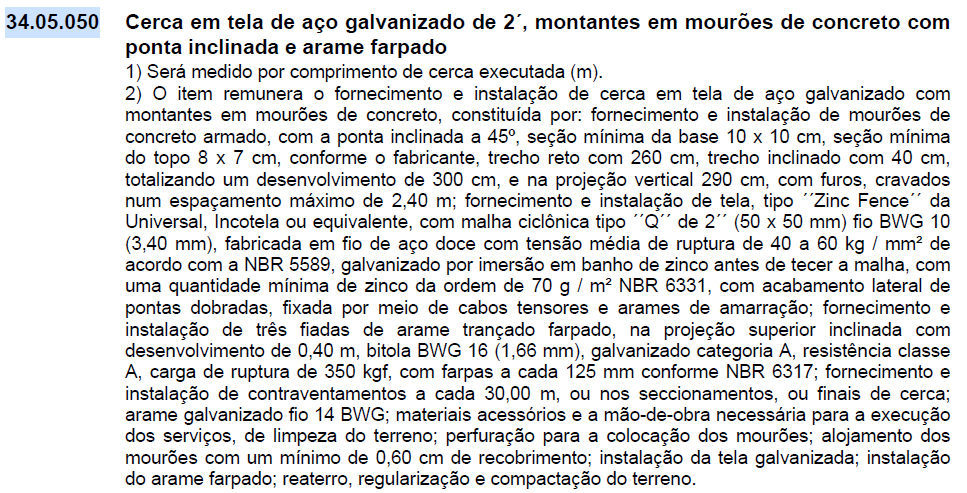 34.05.050 Cerca em tela de aço galvanizado de 2´, montantes em mourões de concreto com
ponta inclinada e arame farpado
1) Será medido por comprimento de cerca executada (m).
2) O item remunera o fornecimento e instalação de cerca em tela de aço galvanizado com
montantes em mourões de concreto, constituída por: fornecimento e instalação de mourões de
concreto armado, com a ponta inclinada a 45º, seção mínima da base 10 x 10 cm, seção mínima
do topo 8 x 7 cm, conforme o fabricante, trecho reto com 260 cm, trecho inclinado com 40 cm,
totalizando um desenvolvimento de 300 cm, e na projeção vertical 290 cm, com furos, cravados
num espaçamento máximo de 2,40 m; fornecimento e instalação de tela, tipo ´´Zinc Fence´´ da
Universal, Incotela ou equivalente, com malha ciclônica tipo ´´Q´´ de 2´´ (50 x 50 mm) fio BWG 10
(3,40 mm), fabricada em fio de aço doce com tensão média de ruptura de 40 a 60 kg / mm² de
acordo com a NBR 5589, galvanizado por imersão em banho de zinco antes de tecer a malha, com
uma quantidade mínima de zinco da ordem de 70 g / m² NBR 6331, com acabamento lateral de
pontas dobradas, fixada por meio de cabos tensores e arames de amarração; fornecimento e
instalação de três fiadas de arame trançado farpado, na projeção superior inclinada com
desenvolvimento de 0,40 m, bitola BWG 16 (1,66 mm), galvanizado categoria A, resistência classe
A, carga de ruptura de 350 kgf, com farpas a cada 125 mm conforme NBR 6317; fornecimento e
instalação de contraventamentos a cada 30,00 m, ou nos seccionamentos, ou finais de cerca;
arame galvanizado fio 14 BWG; materiais acessórios e a mão-de-obra necessária para a execução
dos serviços, de limpeza do terreno; perfuração para a colocação dos mourões; alojamento dos
mourões com um mínimo de 0,60 cm de recobrimento; instalação da tela galvanizada; instalação
do arame farpado; reaterro, regularização e compactação do terreno.